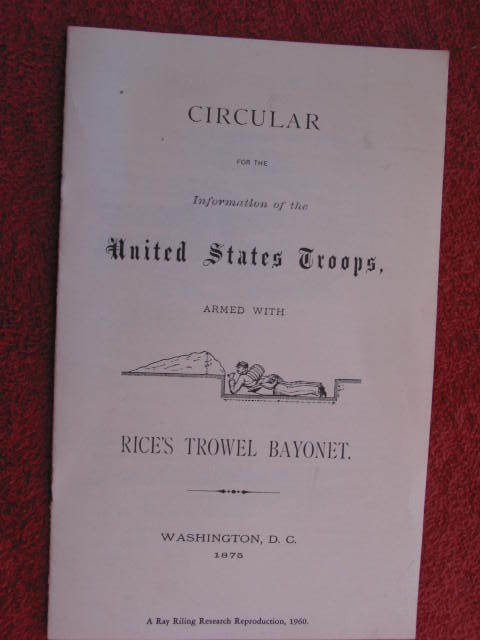 CIRCULAR
FOR THE
Information of the
United States Troops,
ARMED WITH
RICE'S TROWEL BAYONET.
WASHINGTON, D. C.
1875
A Ray Riling Research Reproduction, 1960.